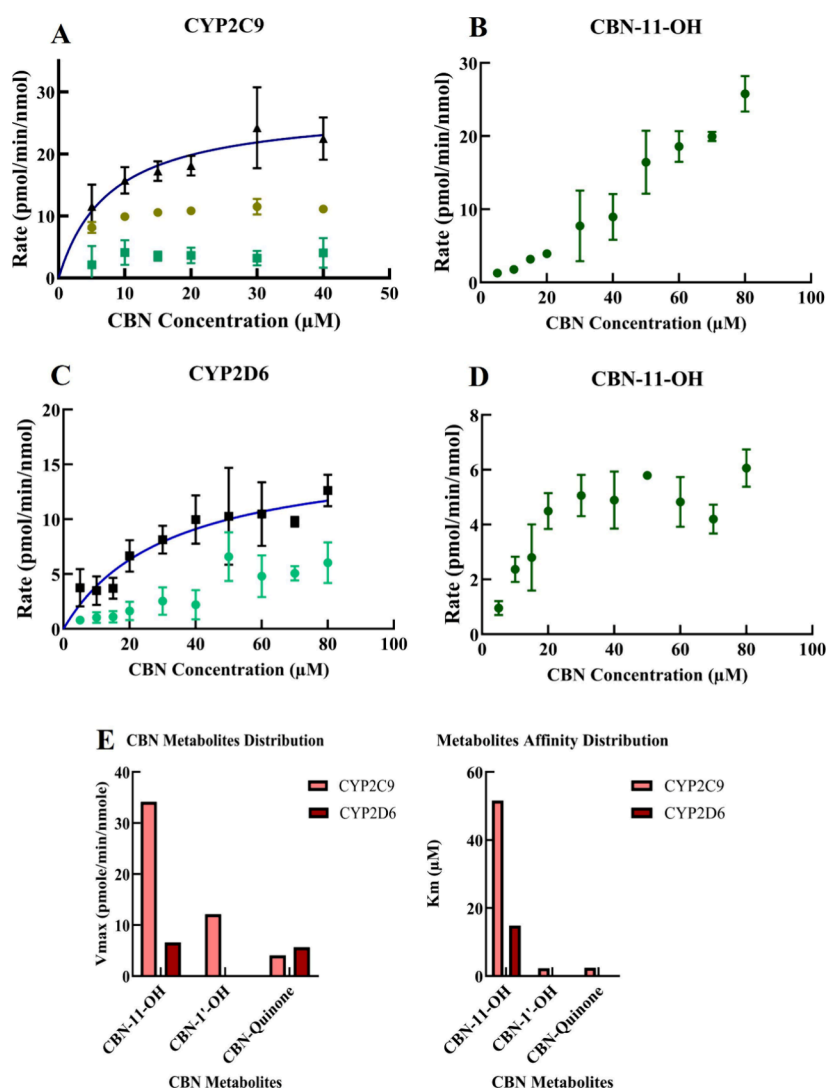 A
CYP2C9
Rate (pmol/min/nmol)
30
20
10
0
0
10
20
30
40
50
CBN Concentration (µM)
B
CBN-11-OH
Rate (pmol/min/nmol)
30
20
10
0
0
20
40
60
80
100
CBN Concentration (µM)
C
CYP2D6
Rate (pmol/min/nmol)
20
15
10
5
0
0
20
40
60
80
100
CBN Concentration (µM)
D
CBN-11-OH
Rate (pmol/min/nmol)
8
6
4
2
0
0
20
40
60
80
100
CBN Concentration (µM)
E
CBN Metabolites Distribution
Vmax (pmole/min/nmole)
40
30
20
10
0
CYP2C9
CYP2D6
CBN-11-OH
CBN-1'-OH
CBN-Quinone
CBN Metabolites
Metabolites Affinity Distribution
Km (µM)
60
40
20
0
CYP2C9
CYP2D6
CBN-11-OH
CBN-1'-OH
CBN-Quinone
CBN Metabolites